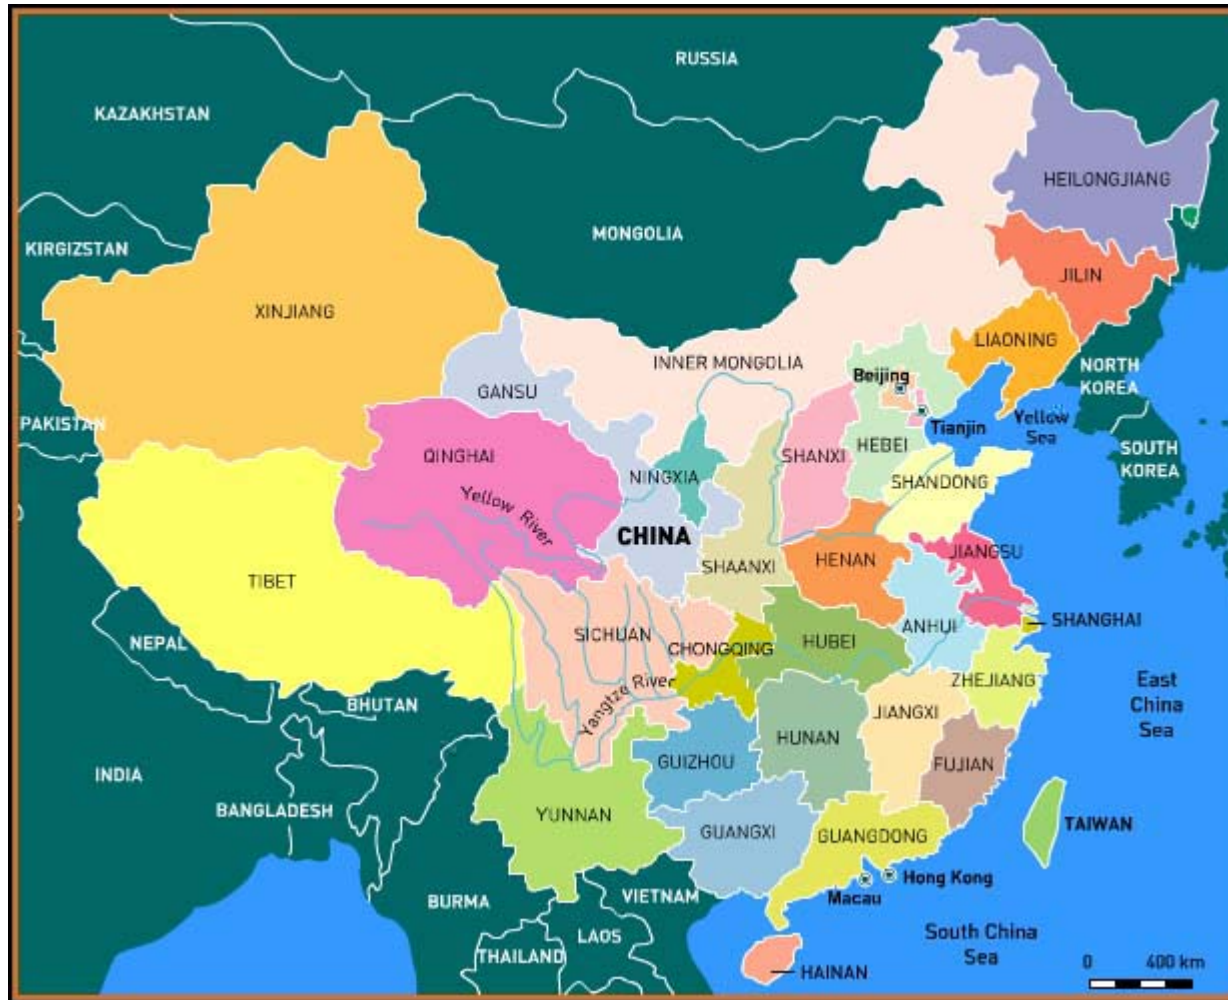 RUSSIA
KAZAKHSTAN
HEILONGJIANG
MONGOLIA
KIRGIZSTAN
JILIN
XINJIANG
LIAONING
INNER MONGOLIA
NORTH
KOREA
Beijing
GANSU
PAKISTAN
Tianjin
Yellow
Sea
HEBEI
SHANXI
QINGHAI
SOUTH
KOREA
NINGXIA
SHANDONG
Yellow River
CHINA
JIANGSU
HENAN
SHAANXI
TIBET
SHANGHAI
ANHUI
SICHUAN
HUBEI
NEPAL
CHONGQING
ZHEJIANG
East
China
Sea
Yangtze River
BHUTAN
JIANGXI
HUNAN
GUIZHOU
FUJIAN
INDIA
BANGLADESH
YUNNAN
GUANGXI
GUANGDONG
TAIWAN
Hong Kong
Macau
VIETNAM
BURMA
South China
Sea
LAOS
THAILAND
HAINAN
0 400 km